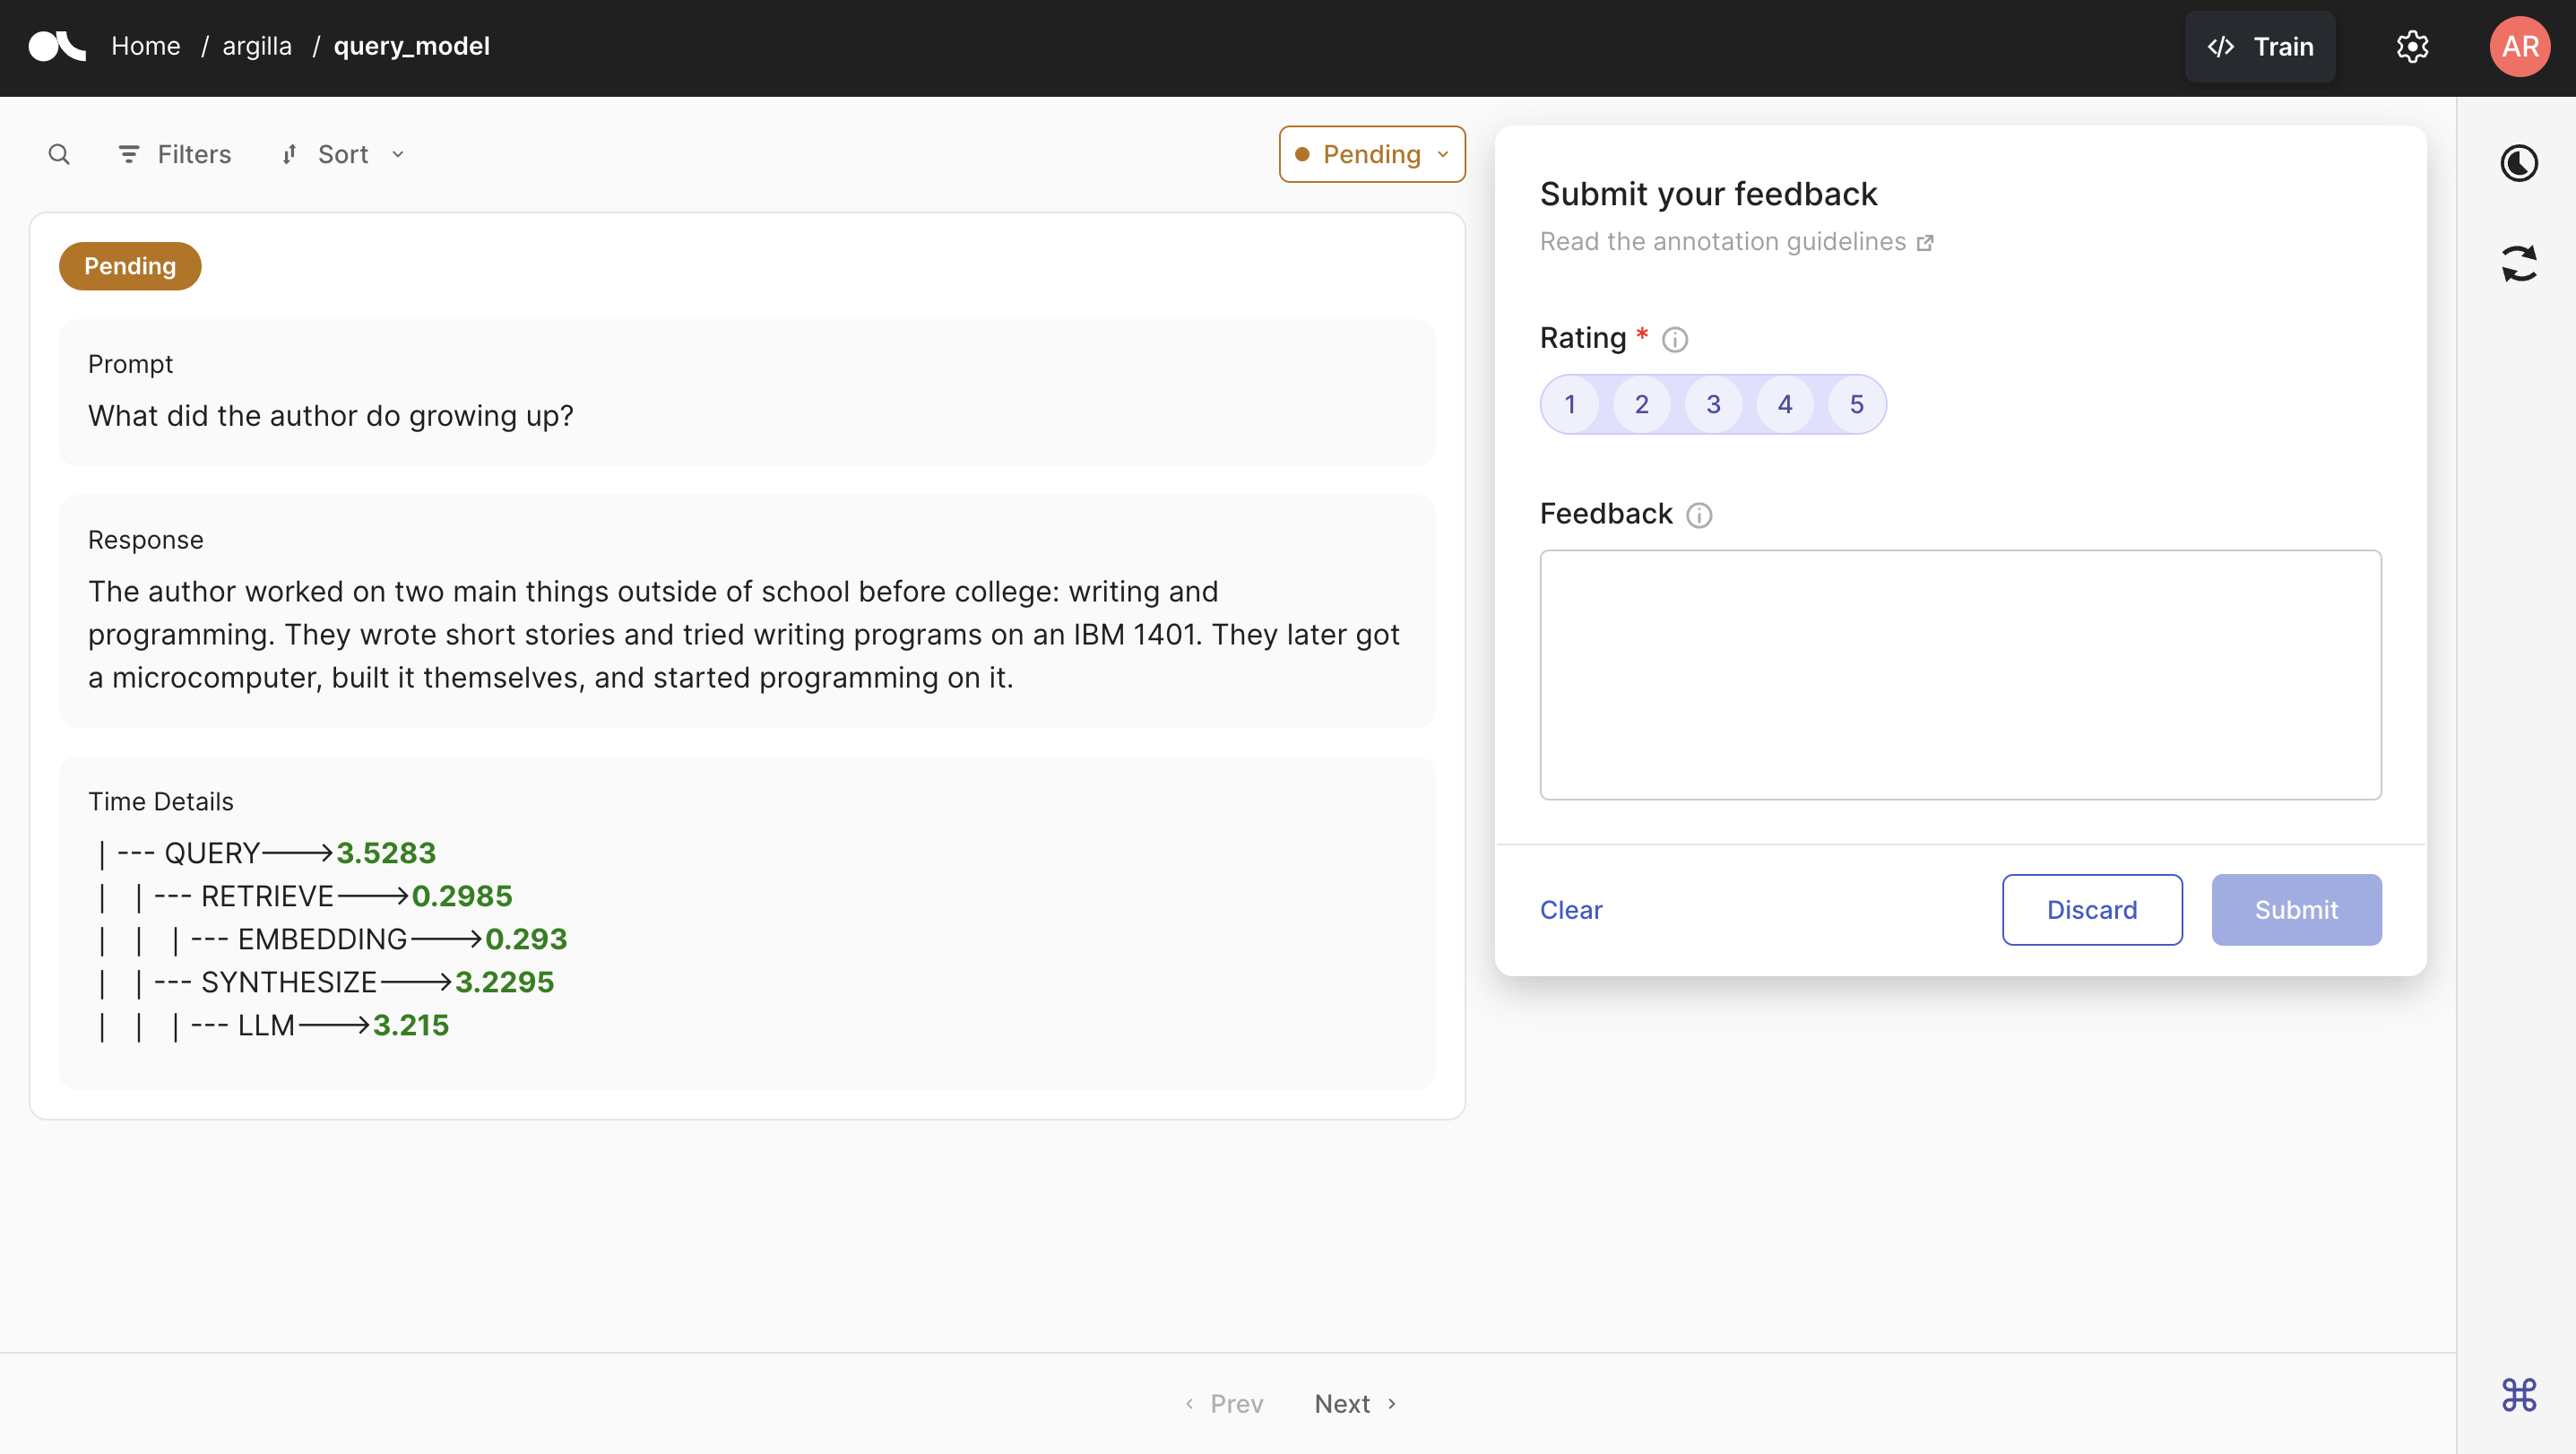 Home / argilla / query_model
</> Train
AR
Filters
Sort
Pending
Pending
Prompt
What did the author do growing up?
Response
The author worked on two main things outside of school before college: writing and
programming. They wrote short stories and tried writing programs on an IBM 1401. They later got
a microcomputer, built it themselves, and started programming on it.
Time Details
|--- QUERY⟶3.5283
| |--- RETRIEVE⟶0.2985
| | |--- EMBEDDING⟶0.293
| |--- SYNTHESIZE⟶3.2295
| | |--- LLM⟶3.215
Submit your feedback
Read the annotation guidelines
Rating *
1 2 3 4 5
Feedback
Clear
Discard
Submit
Prev
Next